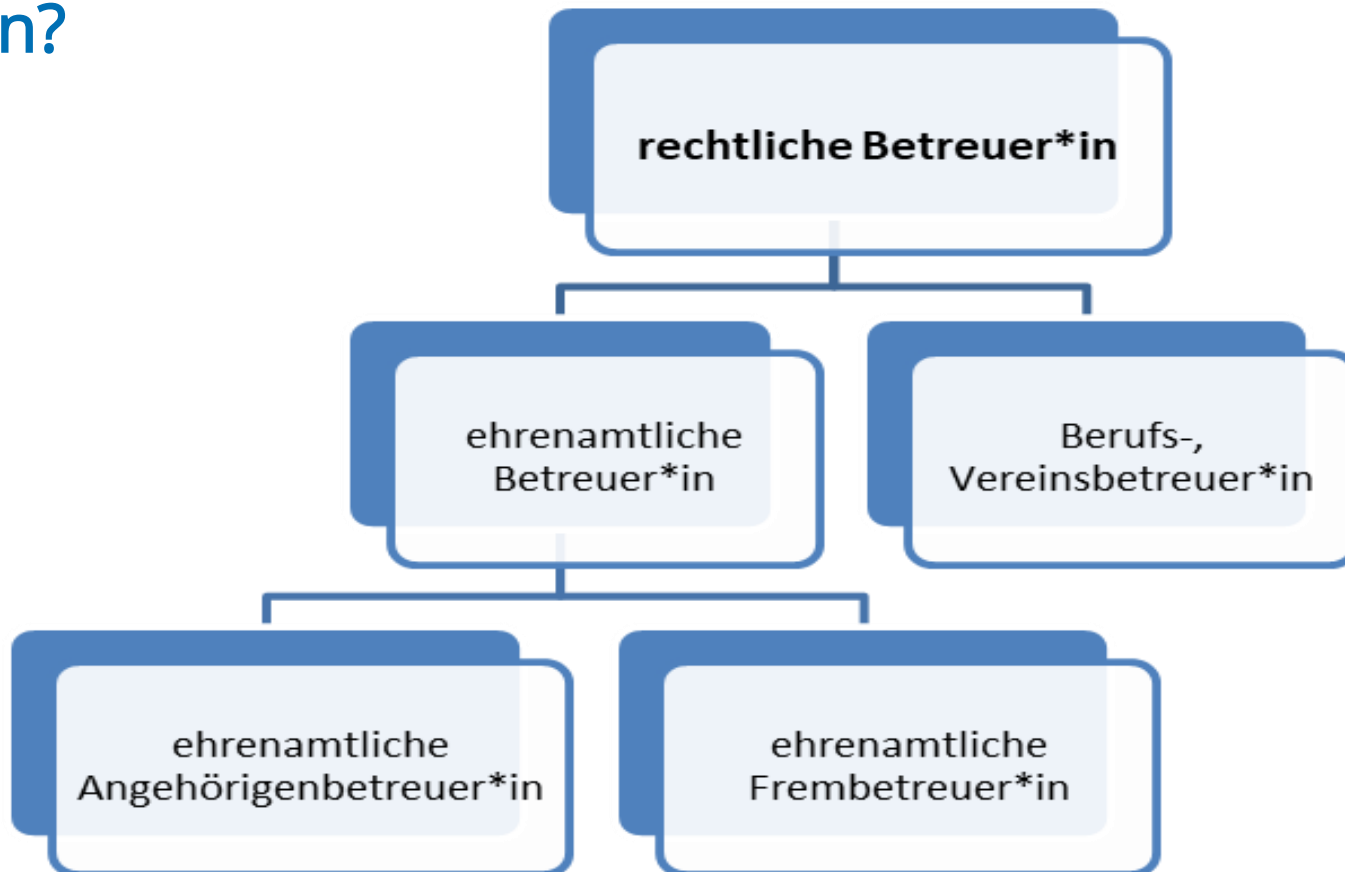 n?
rechtliche Betreuer*in
ehrenamtliche
Betreuer*in
Berufs-,
Vereinsbetreuer*in
ehrenamtliche
Angehörigenbetreuer*in
ehrenamtliche
Frembetreuer*in